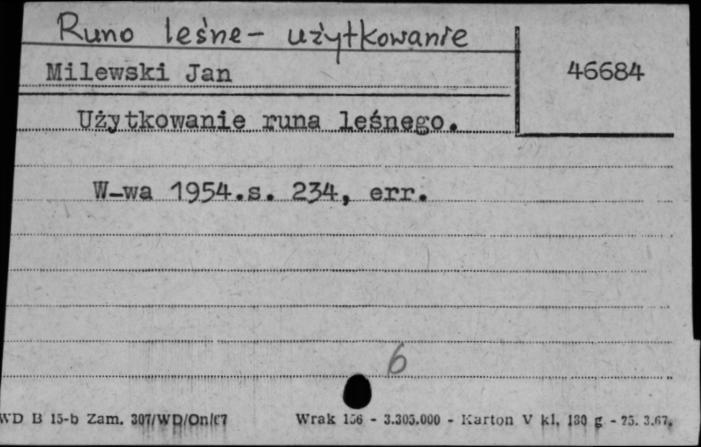 Runo leśne - użytkowanie
Milewski Jan
46684
Użytkowanie runa leśnego.
W-wa 1954.s. 234, err.
6
WD B 15-b Zam. 307/WD/On/67
Wrak 156 - 3.305.000 - Karton V kl. 180 g - 25. 3.67.